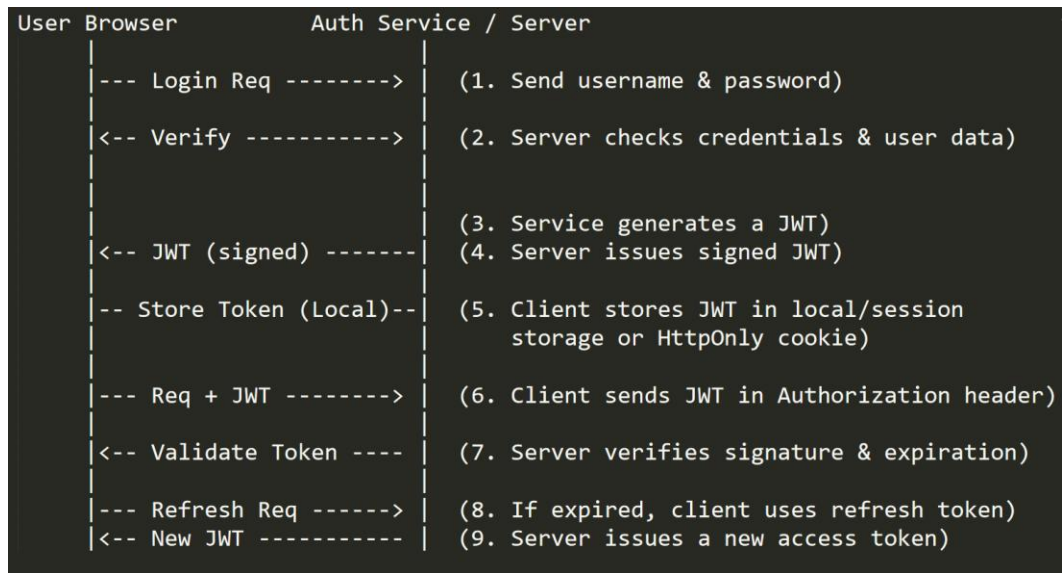 User Browser Auth Service / Server
|--- Login Req --------> | (1. Send username & password)
|<-- Verify -----------> | (2. Server checks credentials & user data)
(3. Service generates a JWT)
|<-- JWT (signed) -------| (4. Server issues signed JWT)
|-- Store Token (Local)--| (5. Client stores JWT in local/session
storage or HttpOnly cookie)
|--- Req + JWT --------> | (6. Client sends JWT in Authorization header)
|<-- Validate Token ---- | (7. Server verifies signature & expiration)
|--- Refresh Req ------> | (8. If expired, client uses refresh token)
|<-- New JWT ----------- | (9. Server issues a new access token)